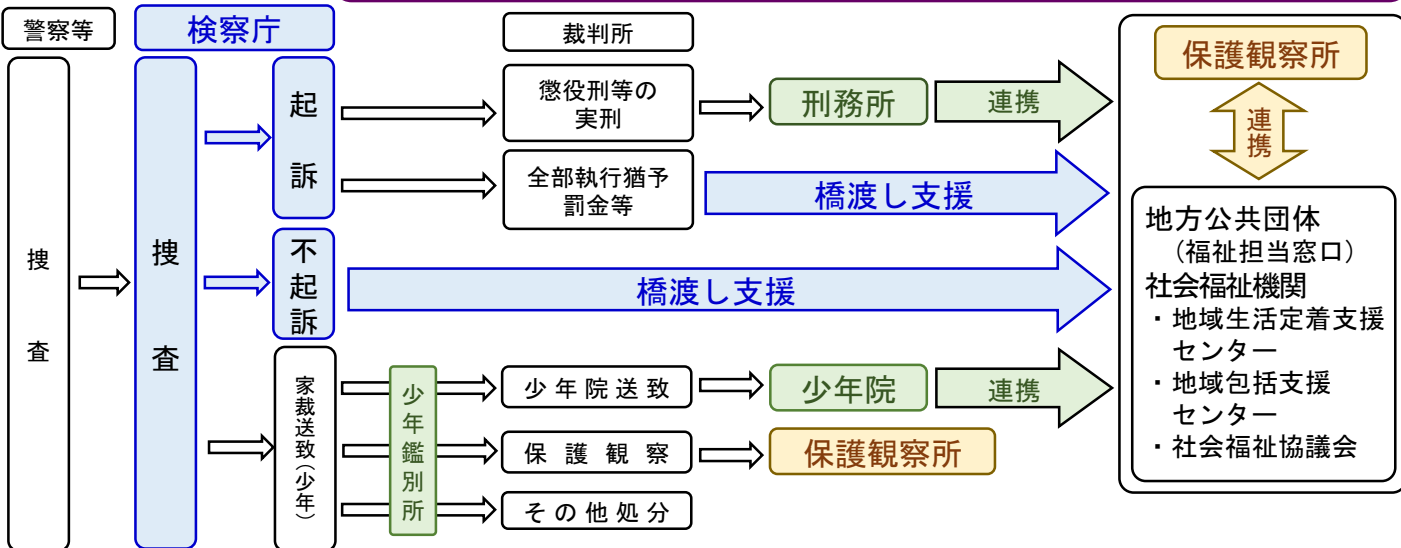 警察等
検察庁
裁判所
捜査
捜査
起訴
不起訴
家裁送致(少年)
少年鑑別所
懲役刑等の
実刑
全部執行猶予
罰金等
刑務所
連携
橋渡し支援
橋渡し支援
少年院送致
保護観察
その他処分
少年院
連携
保護観察所
保護観察所
連携
地方公共団体
(福祉担当窓口)
社会福祉機関
・地域生活定着支援
センター
・地域包括支援
センター
・社会福祉協議会